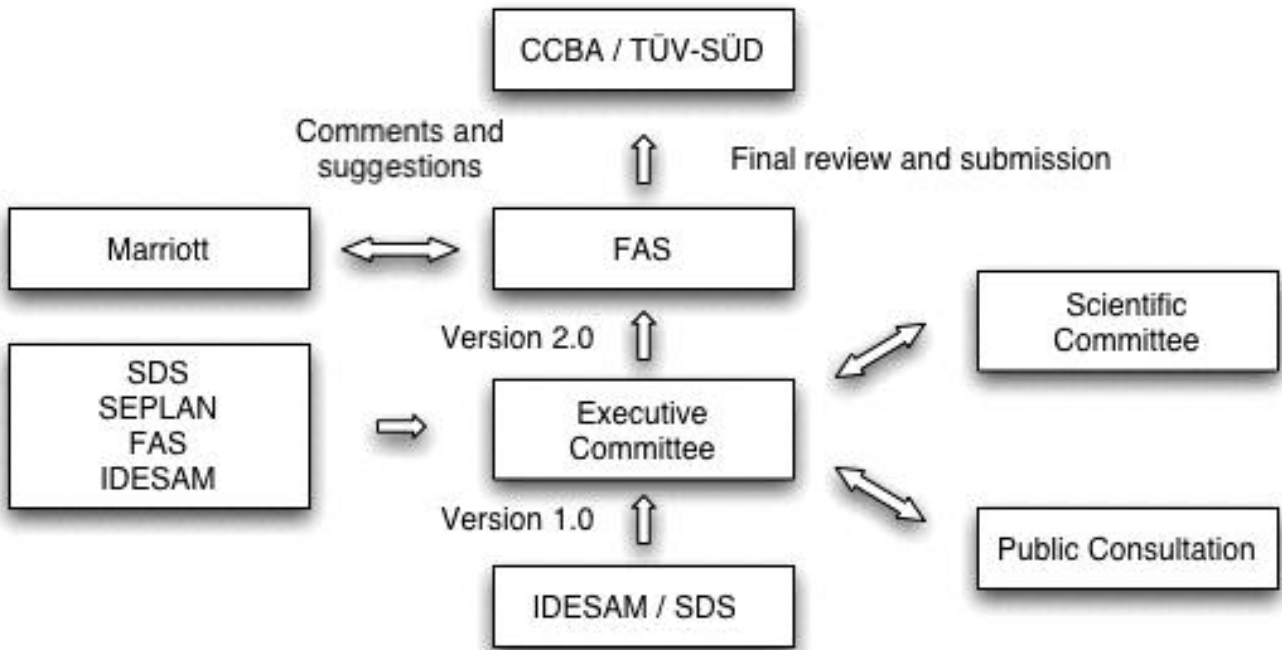 CCBA / TÜV-SÜD
Comments and
suggestions
Final review and submission
Marriott
FAS
Scientific
Committee
Version 2.0
SDS
SEPLAN
FAS
IDESAM
Executive
Committee
Version 1.0
Public Consultation
IDESAM / SDS